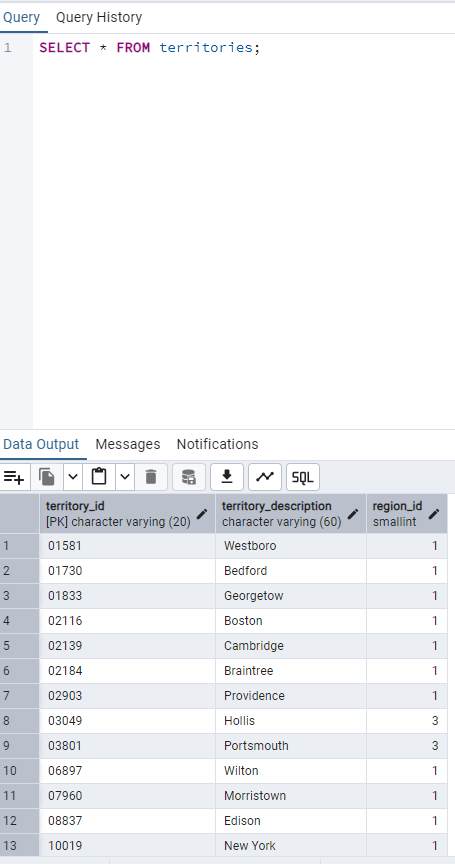 Query Query History
1 SELECT * FROM territories;
Data Output Messages Notifications
SQL
territory_id territory_description region_id
[PK] character varying (20) character varying (60) smallint
1 01581 Westboro 1
2 01730 Bedford 1
3 01833 Georgetow 1
4 02116 Boston 1
5 02139 Cambridge 1
6 02184 Braintree 1
7 02903 Providence 1
8 03049 Hollis 3
9 03801 Portsmouth 3
10 06897 Wilton 1
11 07960 Morristown 1
12 08837 Edison 1
13 10019 New York 1